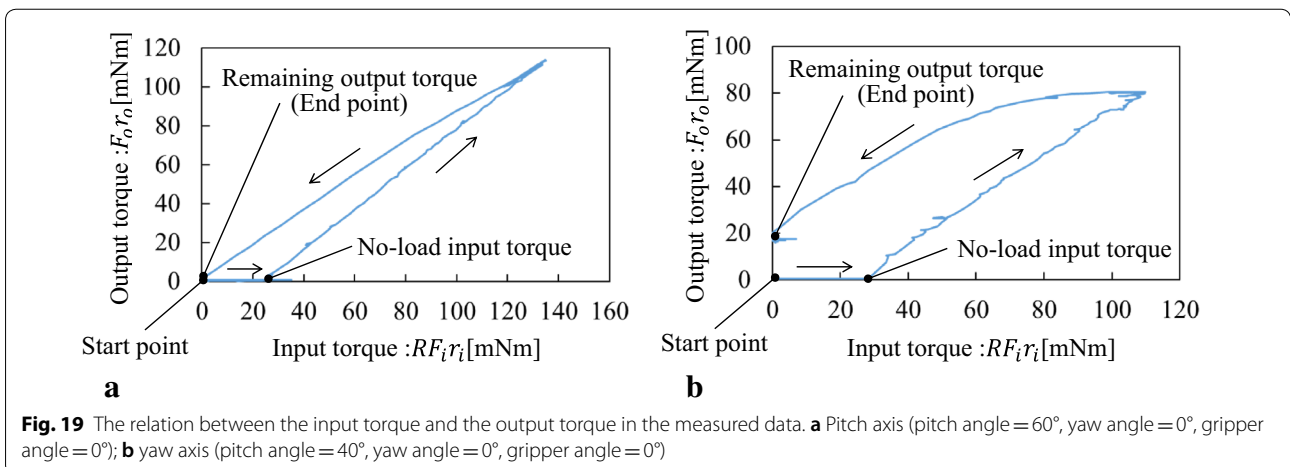 120
100
80
60
40
20
0
Output torque :F_o r_o[mNm]
Remaining output torque
(End point)
No-load input torque
0 20 40 60 80 100 120 140 160
Start point
Input torque :RF_i r_i[mNm]
a
100
80
60
40
20
0
Output torque :F_o r_o[mNm]
Remaining output torque
(End point)
No-load input torque
0 20 40 60 80 100 120
Start point
Input torque :RF_i r_i[mNm]
b
Fig. 19 The relation between the input torque and the output torque in the measured data. a Pitch axis (pitch angle = 60°, yaw angle = 0°, gripper
angle = 0°); b yaw axis (pitch angle = 40°, yaw angle = 0°, gripper angle = 0°)